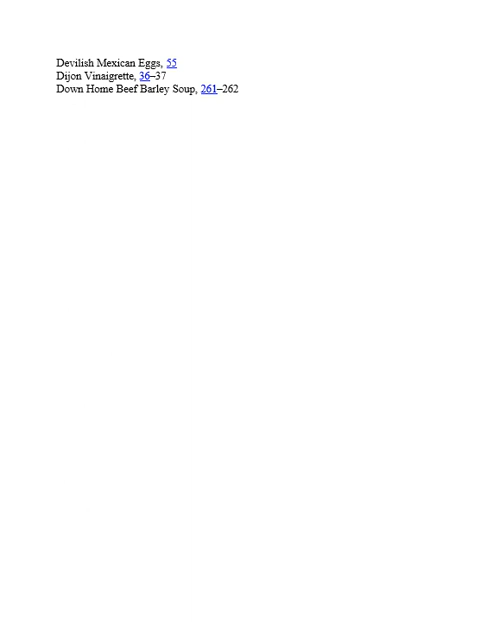 Devilish Mexican Eggs, 55
Dijon Vinaigrette, 36–37
Down Home Beef Barley Soup, 261–262